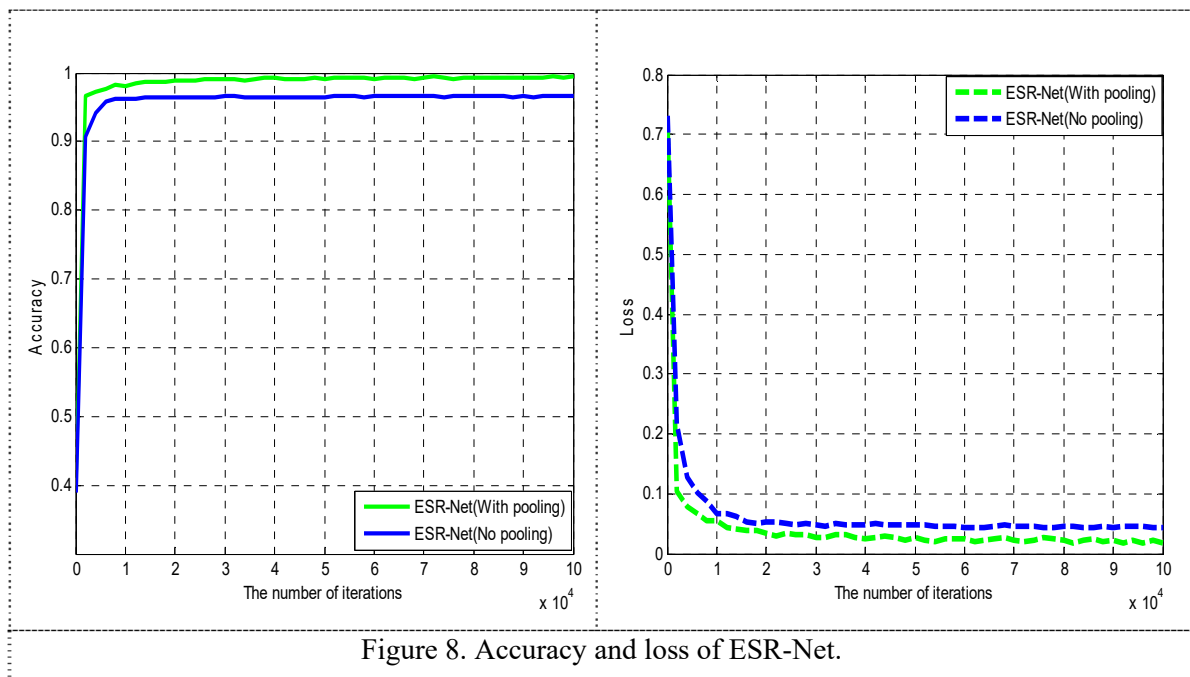 1
0.9
0.8
0.7
0.6
0.5
0.4
Accuracy
0 1 2 3 4 5 6 7 8 9 10
The number of iterations
x 10^4
ESR-Net(With pooling)
ESR-Net(No pooling)
0.8
0.7
0.6
0.5
0.4
0.3
0.2
0.1
0
Loss
0 1 2 3 4 5 6 7 8 9 10
The number of iterations
x 10^4
ESR-Net(With pooling)
ESR-Net(No pooling)
Figure 8. Accuracy and loss of ESR-Net.